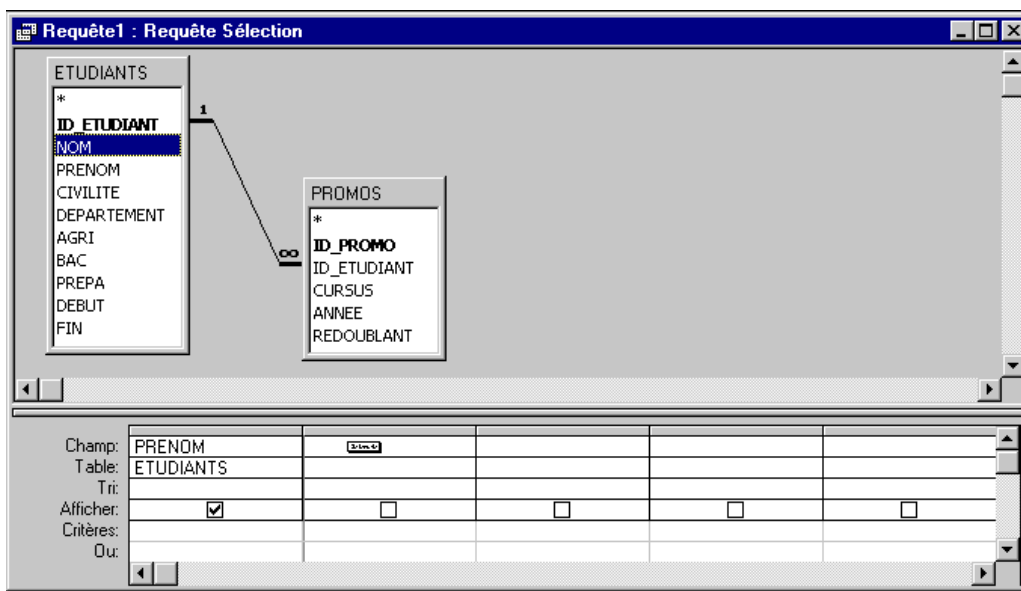 Requête1 : Requête Sélection
ETUDIANTS
*
ID_ETUDIANT
NOM
PRENOM
CIVILITE
DEPARTEMENT
AGRI
BAC
PREPA
DEBUT
FIN
1
∞
PROMOS
*
ID_PROMO
ID_ETUDIANT
CURSUS
ANNEE
REDOUBLANT
Champ: PRENOM
Table: ETUDIANTS
Tri:
Afficher:
Critères:
Ou: